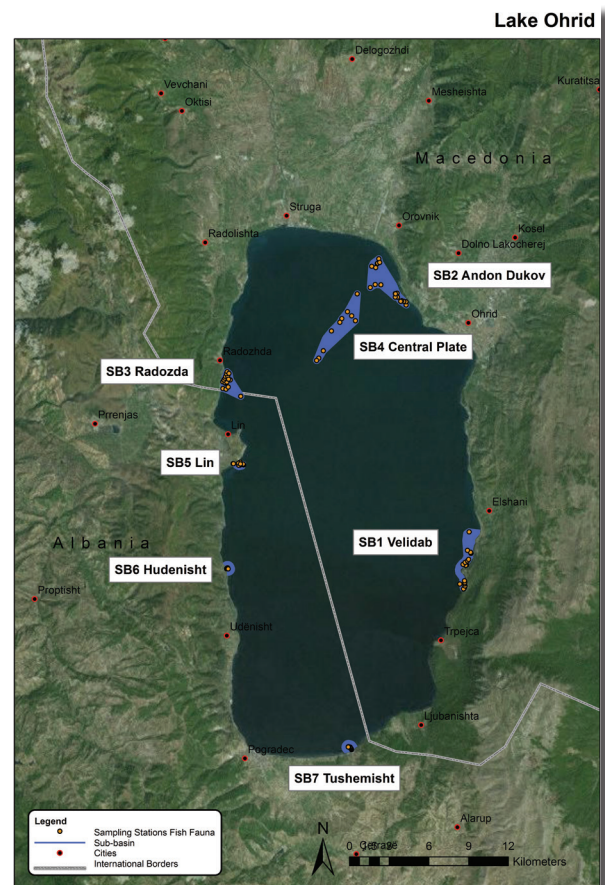 Lake Ohrid
Delogozhdi
Vevchani
Kuratitsa
Oktisi
Mesheishta
Macedonia
Struga
Orovnik
Kosel
Radolishta
Dolno Lakocherej
SB2 Andon Dukov
Ohrid
SB4 Central Plate
Radozhda
SB3 Radozda
Prrenjas
Lin
SB5 Lin
Elshani
SB1 Velidab
Albania
SB6 Hudenisht
Proptisht
Udënisht
Trpejca
Ljubanishta
Pogradec
SB7 Tushemisht
Legend
Sampling Stations Fish Fauna
Sub-basin
Cities
International Borders
N
Alarup
0 1.5 3 6 9 12
Kilometers